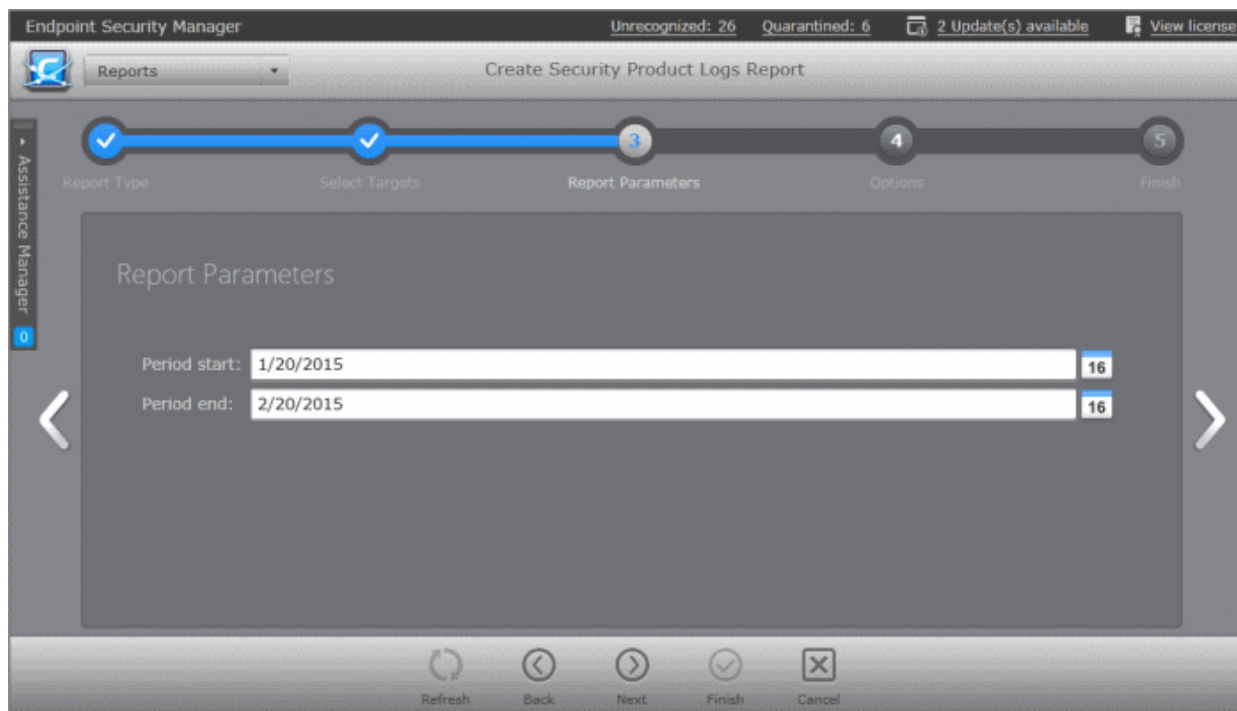 Endpoint Security Manager
Unrecognized: 26
Quarantined: 6
2 Update(s) available
View license
Reports
Create Security Product Logs Report
3
4
5
Report Type
Select Targets
Report Parameters
Options
Finish
Assistance Manager
0
Report Parameters
Period start: 1/20/2015
16
Period end: 2/20/2015
16
Refresh
Back
Next
Finish
Cancel